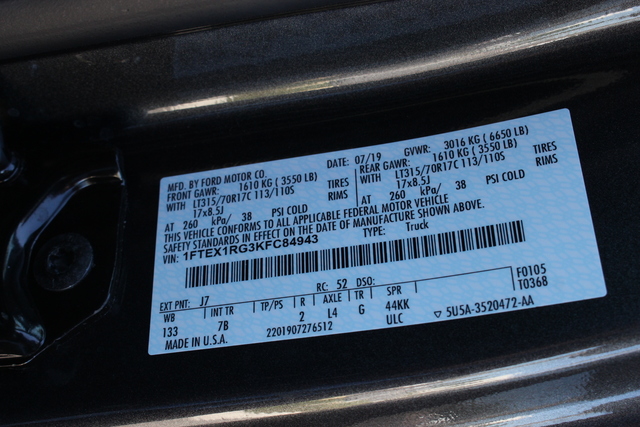 MFD. BY FORD MOTOR CO. DATE: 07/19 GVWR: 3016 KG ( 6650 LB)
FRONT GAWR: 1610 KG ( 3550 LB) REAR GAWR: 1610 KG ( 3550 LB)
WITH LT315/70R17C 113/110S TIRES WITH LT315/70R17C 113/110S TIRES
17x8.5J RIMS 17x8.5J RIMS
AT 260 kPa/ 38 PSI COLD AT 260 kPa/ 38 PSI COLD
THIS VEHICLE CONFORMS TO ALL APPLICABLE FEDERAL MOTOR VEHICLE
SAFETY STANDARDS IN EFFECT ON THE DATE OF MANUFACTURE SHOWN ABOVE.
VIN: 1FTEX1RG3KFC84943 TYPE: Truck
F0105
T0368
EXT PNT: J7 RC: 52 DSO:
WB INT TR TP/PS R AXLE TR SPR
133 7B 2 L4 G 44KK
MADE IN U.S.A. 2201907276512 ULC ▽ 5U5A-3520472-AA